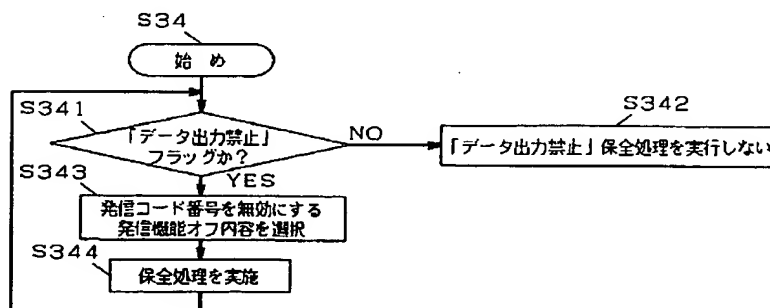 S34
始め
S341
「データ出力禁止」
フラッグか?
NO
S342
「データ出力禁止」保全処理を実行しない
YES
S343
発信コード番号を無効にする
発信機能オフ内容を選択
S344
保全処理を実施